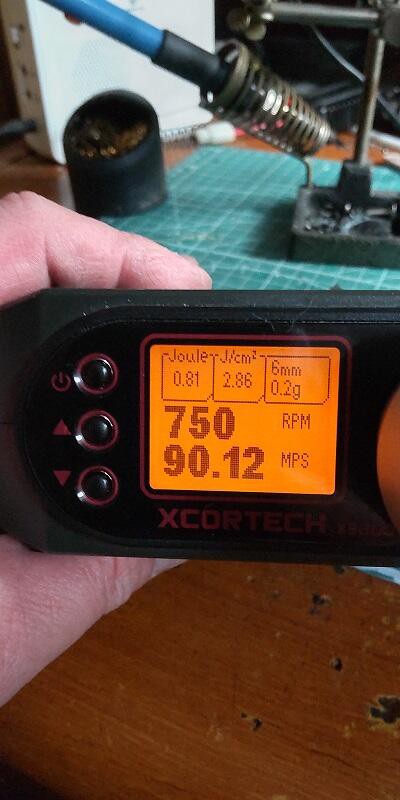 Joule J/cm² 6mm
0.81 2.86 0.2g
750 RPM
90.12 MPS
XCORTECH